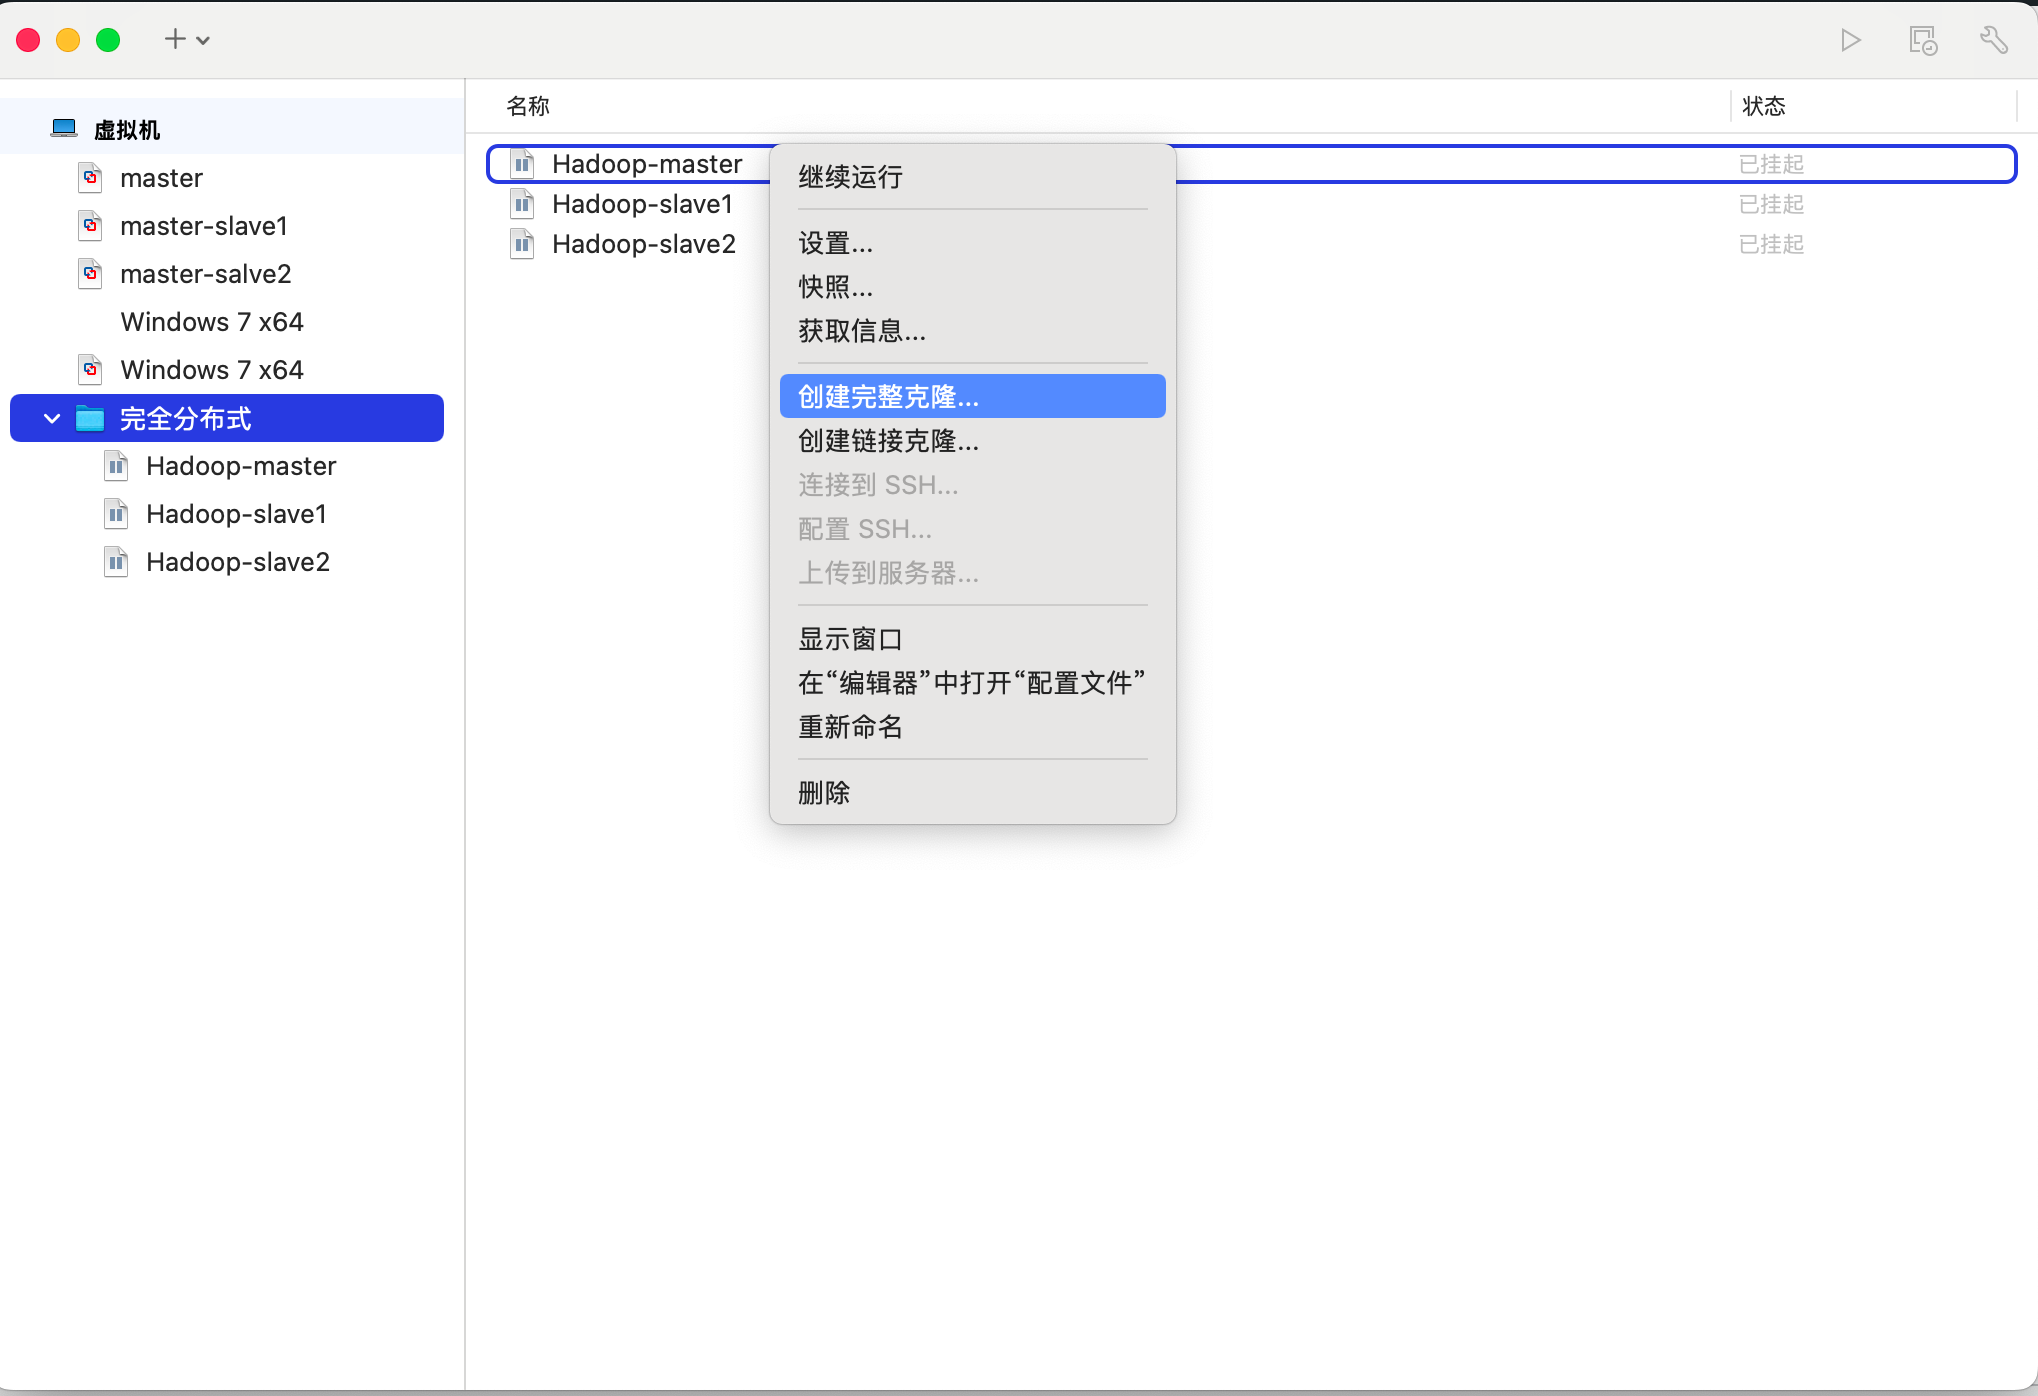 名称
状态
虚拟机
master
master-slave1
master-salve2
Windows 7 x64
Windows 7 x64
完全分布式
Hadoop-master
Hadoop-slave1
Hadoop-slave2
Hadoop-master
已挂起
Hadoop-slave1
已挂起
Hadoop-slave2
已挂起
继续运行
设置...
快照...
获取信息...
创建完整克隆...
创建链接克隆...
连接到 SSH...
配置 SSH...
上传到服务器...
显示窗口
在“编辑器”中打开“配置文件”
重新命名
删除